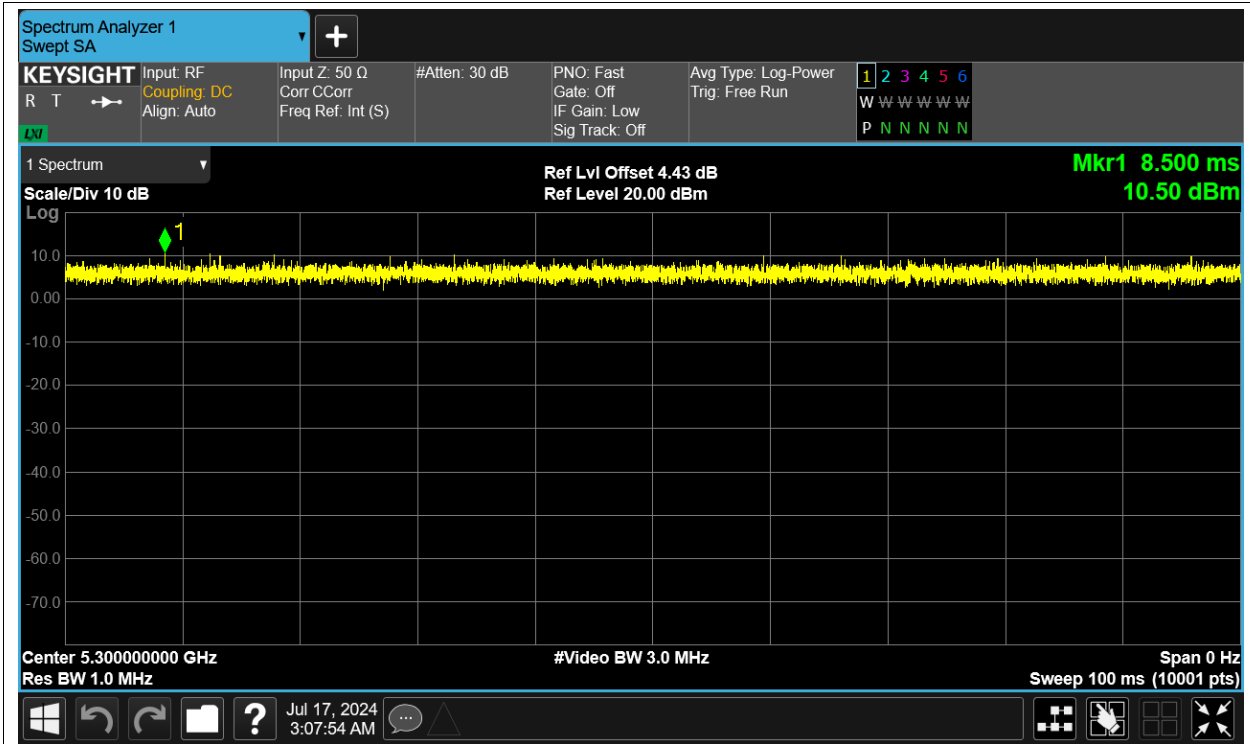 Spectrum Analyzer 1
Swept SA
KEYSIGHT
R T
LXI
Input: RF
Coupling: DC
Align: Auto
Input Z: 50 Ω
Corr CCorr
Freq Ref: Int (S)
#Atten: 30 dB
PNO: Fast
Gate: Off
IF Gain: Low
Sig Track: Off
Avg Type: Log-Power
Trig: Free Run
1 2 3 4 5 6
W W W W W W
P N N N N N
1 Spectrum
Scale/Div 10 dB
Log
Ref Lvl Offset 4.43 dB
Ref Level 20.00 dBm
Mkr1 8.500 ms
10.50 dBm
1
10.0
0.00
-10.0
-20.0
-30.0
-40.0
-50.0
-60.0
-70.0
Center 5.300000000 GHz
Res BW 1.0 MHz
#Video BW 3.0 MHz
Span 0 Hz
Sweep 100 ms (10001 pts)
?
Jul 17, 2024
3:07:54 AM